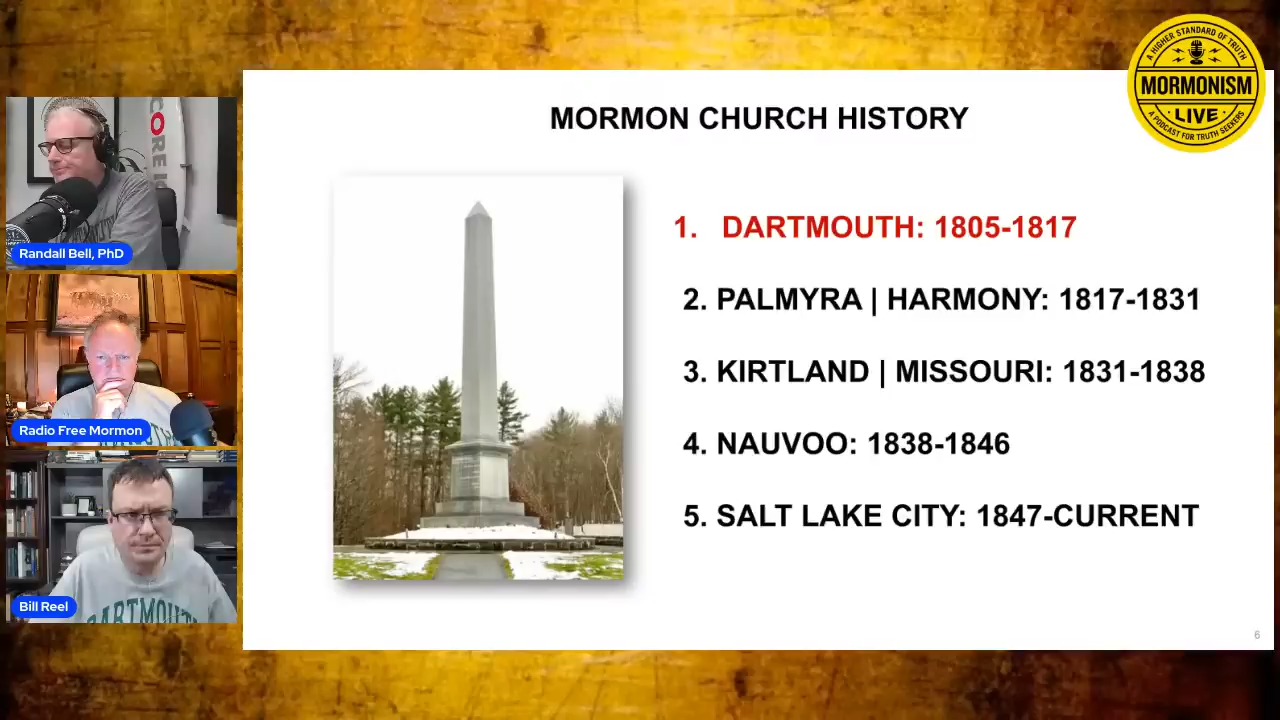 MORMON CHURCH HISTORY
1. DARTMOUTH: 1805-1817
2. PALMYRA | HARMONY: 1817-1831
3. KIRTLAND | MISSOURI: 1831-1838
4. NAUVOO: 1838-1846
5. SALT LAKE CITY: 1847-CURRENT
6
A HIGHER STANDARD OF TRUTH
MORMONISM
LIVE
A PODCAST FOR TRUTH SEEKERS
CORE
Randall Bell, PhD
Radio Free Mormon
DARTMOUTH
Bill Reel